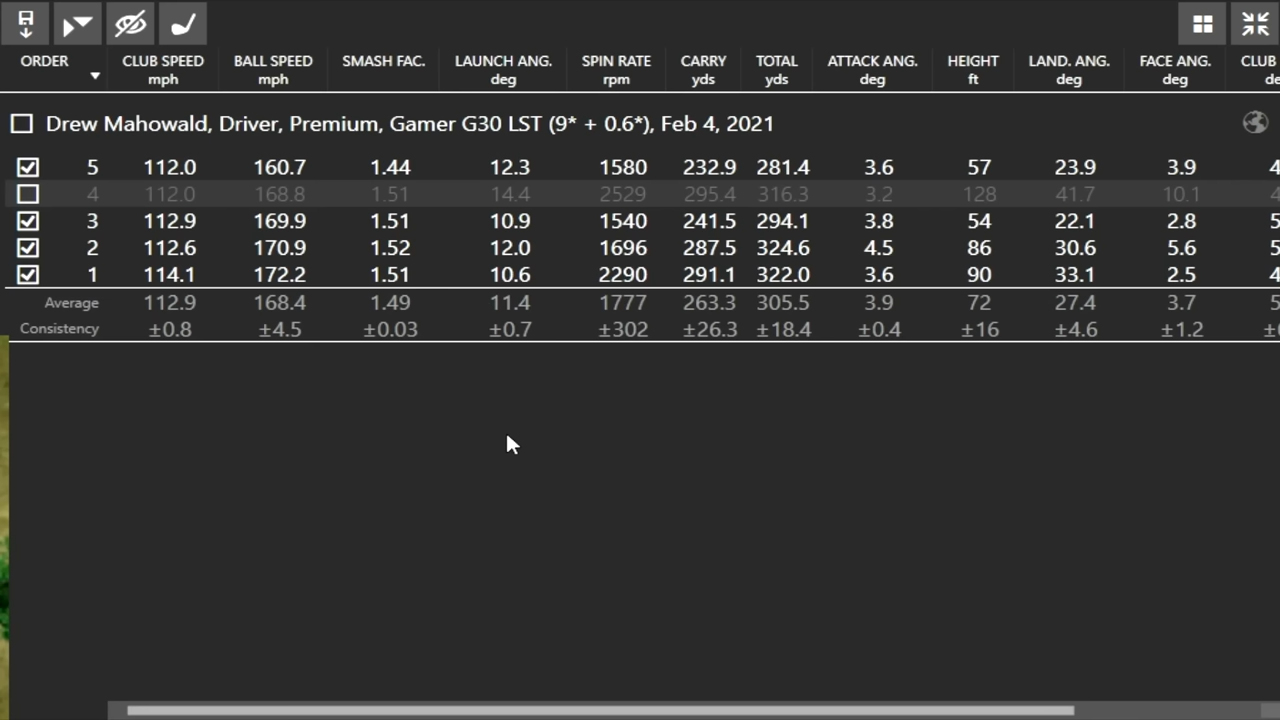 ORDER CLUB SPEED mph BALL SPEED mph SMASH FAC. LAUNCH ANG. deg SPIN RATE rpm CARRY yds TOTAL yds ATTACK ANG. deg HEIGHT ft LAND. ANG. deg FACE ANG. deg CLUB
Drew Mahowald, Driver, Premium, Gamer G30 LST (9* + 0.6*), Feb 4, 2021
5 112.0 160.7 1.44 12.3 1580 232.9 281.4 3.6 57 23.9 3.9 4
4 112.0 168.8 1.51 14.4 2529 295.4 316.3 3.2 128 41.7 10.1 4
3 112.9 169.9 1.51 10.9 1540 241.5 294.1 3.8 54 22.1 2.8 5
2 112.6 170.9 1.52 12.0 1696 287.5 324.6 4.5 86 30.6 5.6 5
1 114.1 172.2 1.51 10.6 2290 291.1 322.0 3.6 90 33.1 2.5 4
Average 112.9 168.4 1.49 11.4 1777 263.3 305.5 3.9 72 27.4 3.7 5
Consistency ±0.8 ±4.5 ±0.03 ±0.7 ±302 ±26.3 ±18.4 ±0.4 ±16 ±4.6 ±1.2